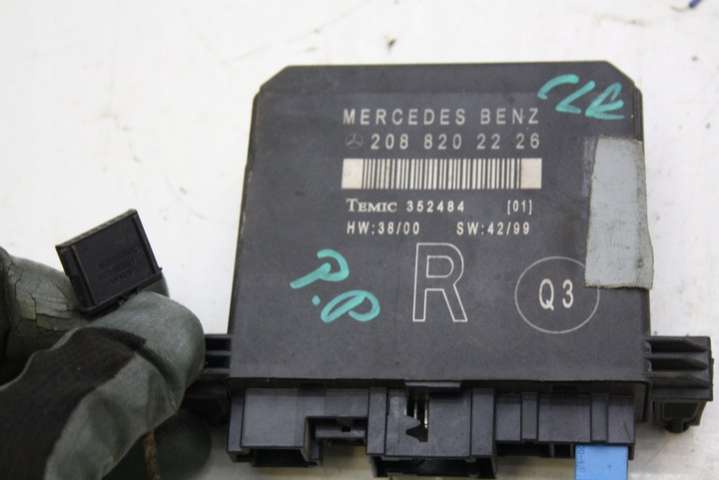 CLK
MERCEDES BENZ
208 820 22 26
TEMIC 352484 [01]
HW:38/00 SW:42/99
P.P
R
Q3